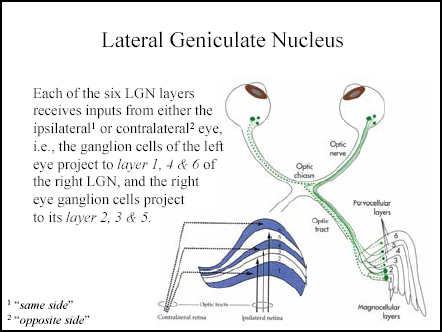 Lateral Geniculate Nucleus
Each of the six LGN layers
receives inputs from either the
ipsilateral¹ or contralateral² eye,
i.e., the ganglion cells of the left
eye project to layer 1, 4 & 6 of
the right LGN, and the right
eye ganglion cells project
to its layer 2, 3 & 5.
Optic
nerve
Optic
chiasm
Optic
tract
Parvocellular
layers
6
5
4
3
Magnocellular
layers
Optic tracts
Contralateral retina
Ipsilateral retina
¹ "same side"
² "opposite side"